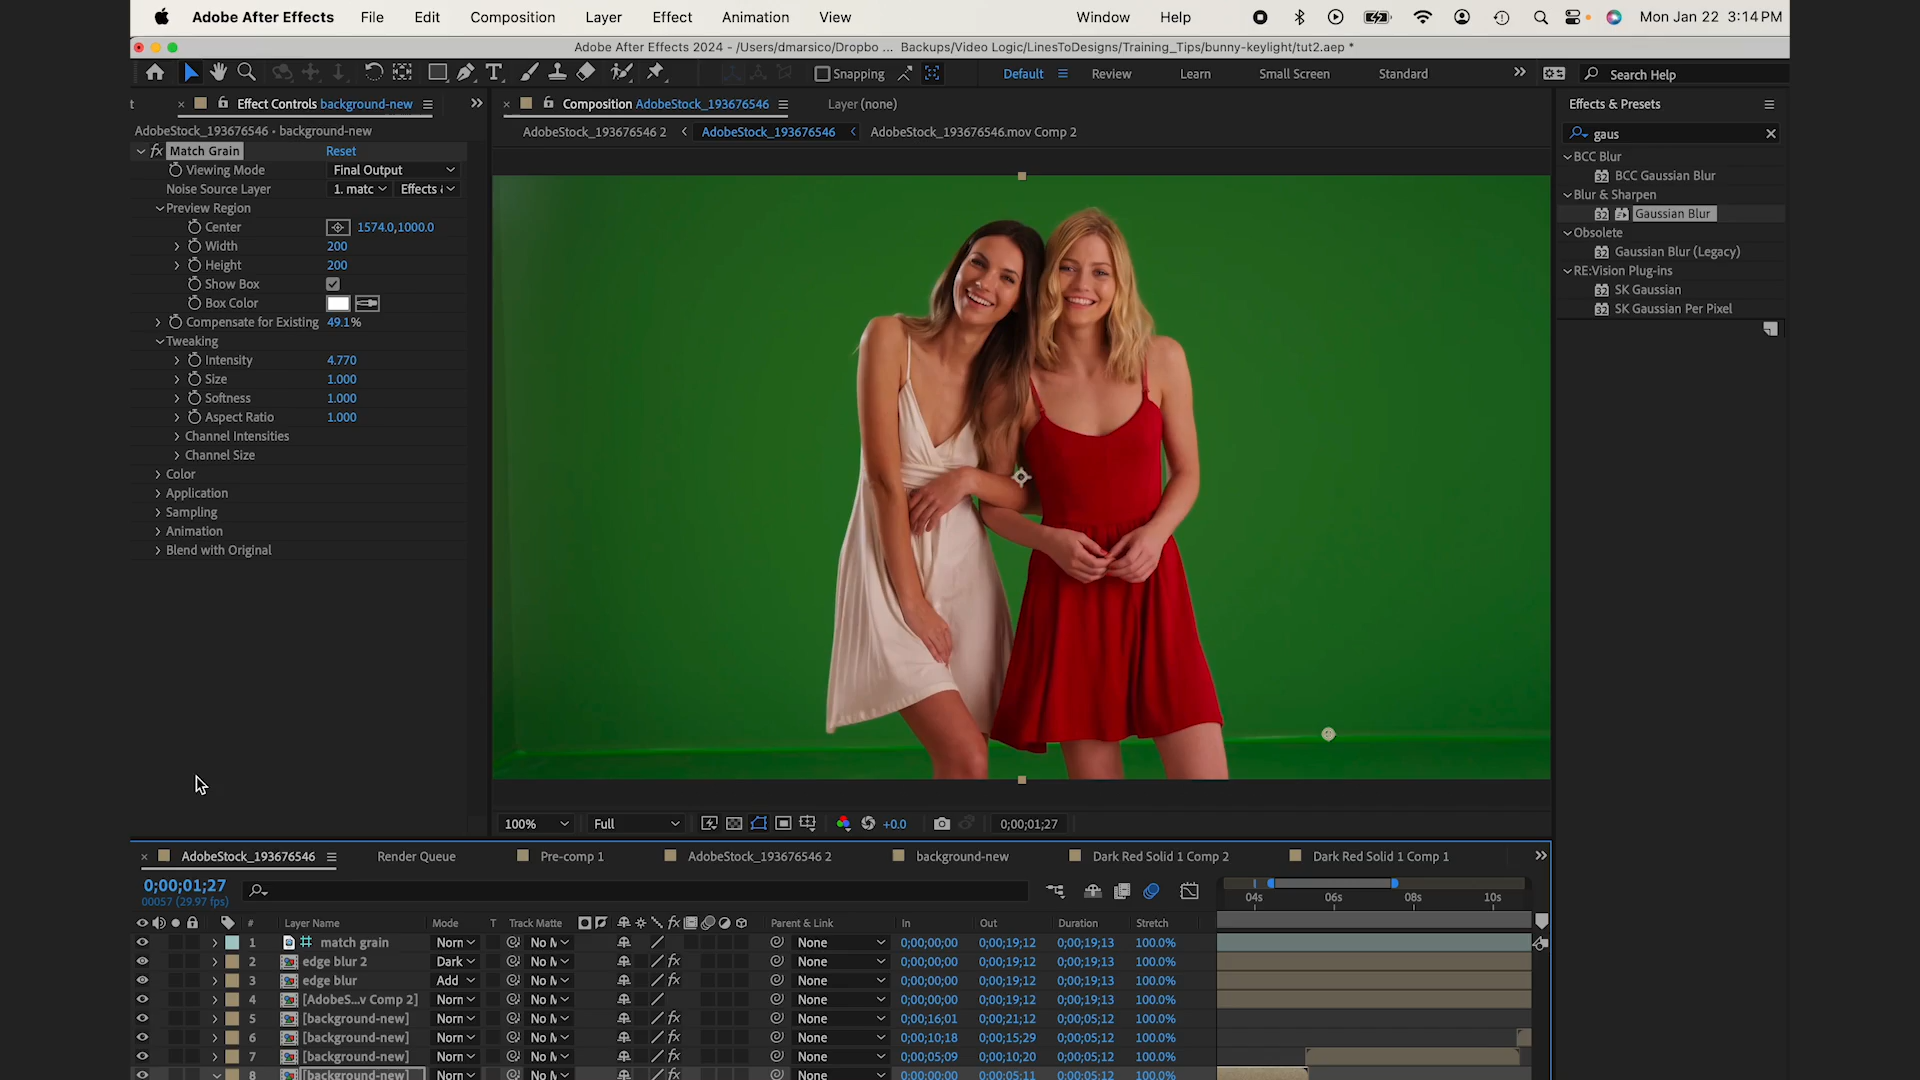 Adobe After Effects File Edit Composition Layer Effect Animation View Window Help Mon Jan 22 3:14 PM
Adobe After Effects 2024 - /Users/dmarsico/Dropbo ... Backups/Video Logic/LinesToDesigns/Training_Tips/bunny-keylight/tut2.aep *
Snapping Default Review Learn Small Screen Standard Search Help
Effect Controls background-new Composition AdobeStock_193676546 Layer (none) Effects & Presets
AdobeStock_193676546 • background-new AdobeStock_193676546 2 AdobeStock_193676546 AdobeStock_193676546.mov Comp 2 gaus
fx Match Grain Reset
Viewing Mode Final Output
Noise Source Layer 1. matc Effects
Preview Region
Center 1574.0,1000.0
Width 200
Height 200
Show Box
Box Color
Compensate for Existing 49.1%
Tweaking
Intensity 4.770
Size 1.000
Softness 1.000
Aspect Ratio 1.000
Channel Intensities
Channel Size
Color
Application
Sampling
Animation
Blend with Original
BCC Blur
BCC Gaussian Blur
Blur & Sharpen
Gaussian Blur
Obsolete
Gaussian Blur (Legacy)
RE:Vision Plug-ins
SK Gaussian
SK Gaussian Per Pixel
100% Full +0.0 0;00;01;27
AdobeStock_193676546 Render Queue Pre-comp 1 AdobeStock_193676546 2 background-new Dark Red Solid 1 Comp 2 Dark Red Solid 1 Comp 1
0;00;01;27
00057 (29.97 fps)
04s 06s 08s 10s
# Layer Name Mode T Track Matte Parent & Link In Out Duration Stretch
1 match grain Norn No M None 0;00;00;00 0;00;19;12 0;00;19;13 100.0%
2 edge blur 2 Dark No M fx None 0;00;00;00 0;00;19;12 0;00;19;13 100.0%
3 edge blur Add No M fx None 0;00;00;00 0;00;19;12 0;00;19;13 100.0%
4 [AdobeS...v Comp 2] Norn No M None 0;00;00;00 0;00;19;12 0;00;19;13 100.0%
5 [background-new] Norn No M fx None 0;00;16;01 0;00;21;12 0;00;05;12 100.0%
6 [background-new] Norn No M fx None 0;00;10;18 0;00;15;29 0;00;05;12 100.0%
7 [background-new] Norn No M fx None 0;00;05;09 0;00;10;20 0;00;05;12 100.0%
8 [background-new] Norn No M fx None 0;00;00;00 0;00;05;11 0;00;05;12 100.0%